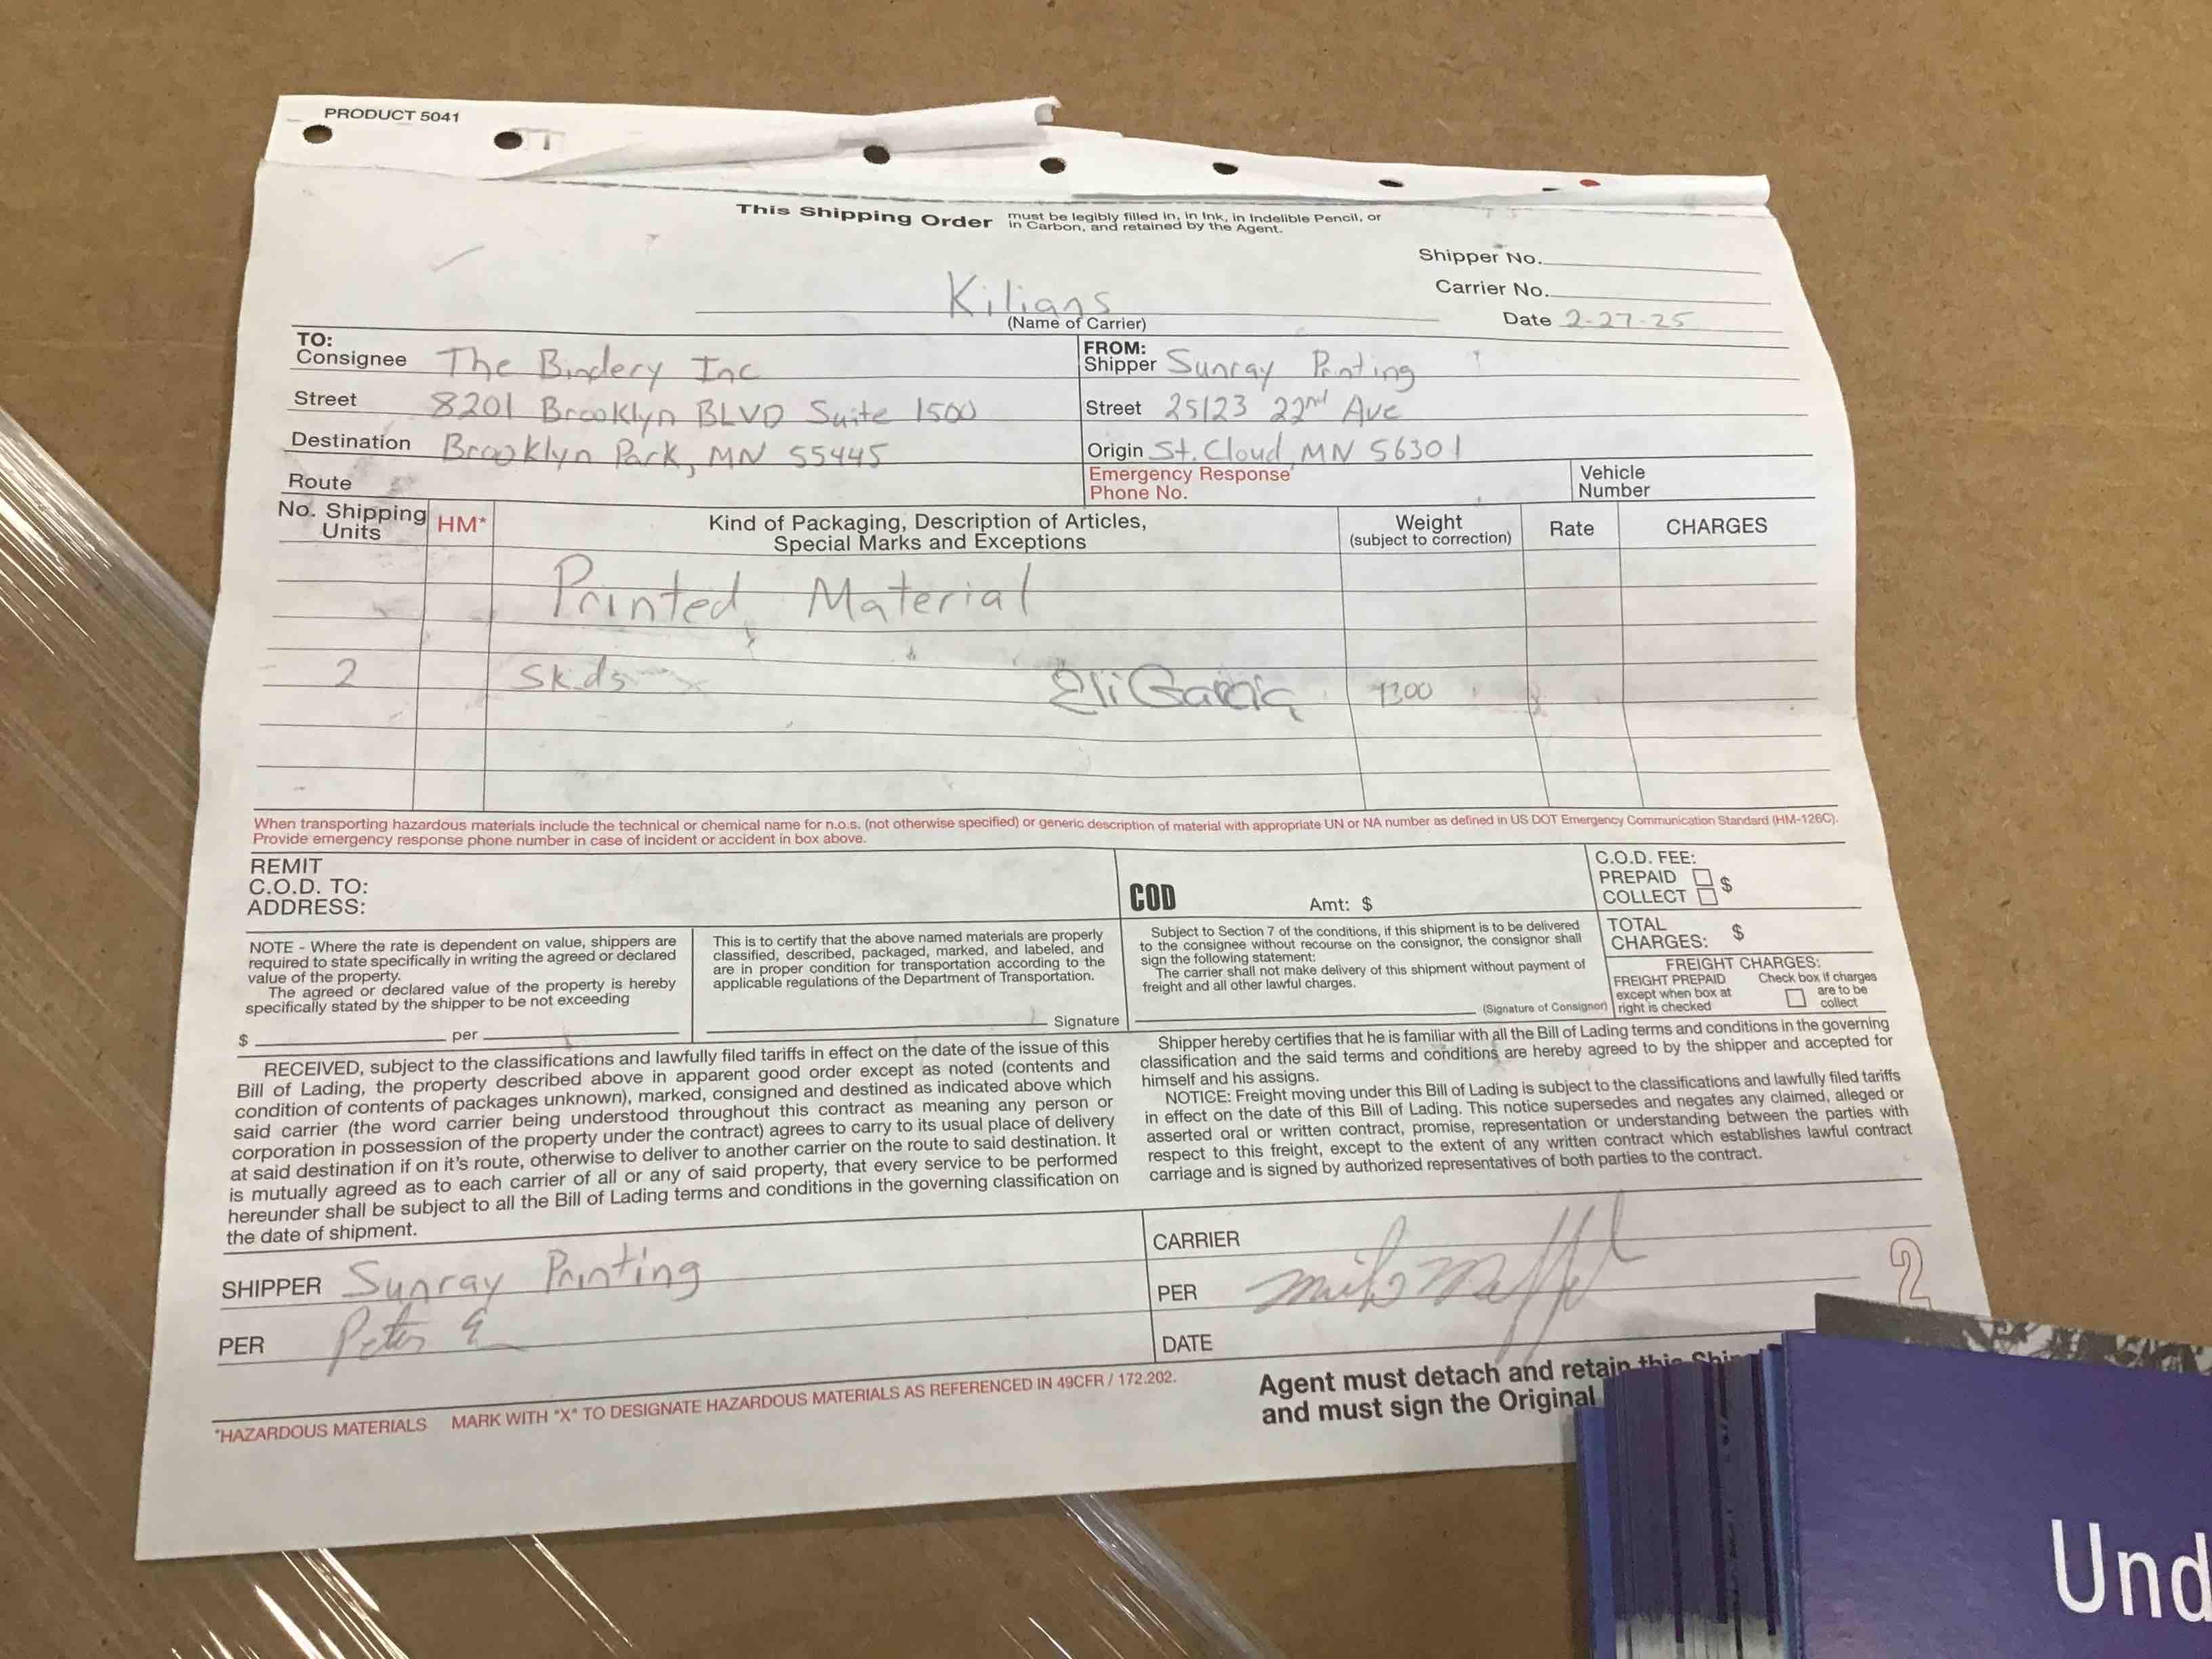 PRODUCT 5041
This Shipping Order must be legibly filled in, in Ink, in Indelible Pencil, or in Carbon, and retained by the Agent.
Shipper No.
Carrier No.
Kilians
(Name of Carrier)
Date 2-27-25
TO:
Consignee The Bindery Inc
Street 8201 Brooklyn BLVD Suite 1500
Destination Brooklyn Park, MN 55445
Route
FROM:
Shipper Sunray Printing
Street 25123 22nd Ave
Origin St. Cloud MN 56301
Emergency Response
Phone No.
Vehicle
Number
No. Shipping
Units
HM*
Kind of Packaging, Description of Articles,
Special Marks and Exceptions
Weight
(subject to correction)
Rate
CHARGES
Printed Material
2 Skids Eli Garcia 1300
When transporting hazardous materials include the technical or chemical name for n.o.s. (not otherwise specified) or generic description of material with appropriate UN or NA number as defined in US DOT Emergency Communication Standard (HM-126C).
Provide emergency response phone number in case of incident or accident in box above.
REMIT
C.O.D. TO:
ADDRESS:
COD Amt: $
C.O.D. FEE:
PREPAID
COLLECT $
NOTE - Where the rate is dependent on value, shippers are
required to state specifically in writing the agreed or declared
value of the property.
The agreed or declared value of the property is hereby
specifically stated by the shipper to be not exceeding
$ per
This is to certify that the above named materials are properly
classified, described, packaged, marked, and labeled, and
are in proper condition for transportation according to the
applicable regulations of the Department of Transportation.
Signature
Subject to Section 7 of the conditions, if this shipment is to be delivered
to the consignee without recourse on the consignor, the consignor shall
sign the following statement:
The carrier shall not make delivery of this shipment without payment of
freight and all other lawful charges.
(Signature of Consignor)
TOTAL
CHARGES: $
FREIGHT CHARGES:
FREIGHT PREPAID
except when box at
right is checked
Check box if charges
are to be
collect
RECEIVED, subject to the classifications and lawfully filed tariffs in effect on the date of the issue of this
Bill of Lading, the property described above in apparent good order except as noted (contents and
condition of contents of packages unknown), marked, consigned and destined as indicated above which
said carrier (the word carrier being understood throughout this contract as meaning any person or
corporation in possession of the property under the contract) agrees to carry to its usual place of delivery
at said destination if on it's route, otherwise to deliver to another carrier on the route to said destination. It
is mutually agreed as to each carrier of all or any of said property, that every service to be performed
hereunder shall be subject to all the Bill of Lading terms and conditions in the governing classification on
the date of shipment.
Shipper hereby certifies that he is familiar with all the Bill of Lading terms and conditions in the governing
classification and the said terms and conditions are hereby agreed to by the shipper and accepted for
himself and his assigns.
NOTICE: Freight moving under this Bill of Lading is subject to the classifications and lawfully filed tariffs
in effect on the date of this Bill of Lading. This notice supersedes and negates any claimed, alleged or
asserted oral or written contract, promise, representation or understanding between the parties with
respect to this freight, except to the extent of any written contract which establishes lawful contract
carriage and is signed by authorized representatives of both parties to the contract.
SHIPPER Sunray Printing
PER Peter
CARRIER
PER
DATE
2
*HAZARDOUS MATERIALS MARK WITH "X" TO DESIGNATE HAZARDOUS MATERIALS AS REFERENCED IN 49CFR / 172.202.
Agent must detach and retain this
and must sign the Original
Und